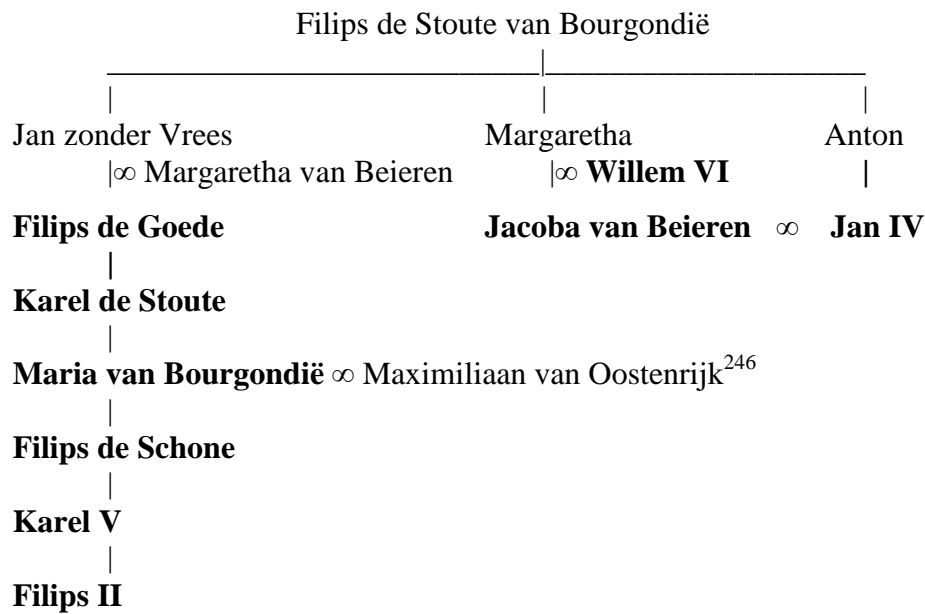 Filips de Stoute van Bourgondië
Jan zonder Vrees Margaretha Anton
∞ Margaretha van Beieren ∞ Willem VI
Filips de Goede Jacoba van Beieren ∞ Jan IV
Karel de Stoute
Maria van Bourgondië ∞ Maximiliaan van Oostenrijk246
Filips de Schone
Karel V
Filips II